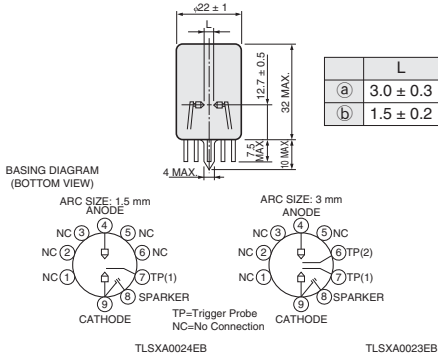 φ22 ± 1
L
12.7 ± 0.5
32 MAX.
7.5 MAX
10 MAX.
4 MAX.
L
ⓐ 3.0 ± 0.3
ⓑ 1.5 ± 0.2
BASING DIAGRAM
(BOTTOM VIEW)
ARC SIZE: 1.5 mm
ANODE
4
NC 3
5 NC
NC 2
6 NC
NC 1
7 TP(1)
8 SPARKER
9
CATHODE
ARC SIZE: 3 mm
ANODE
4
NC 3
5 NC
NC 2
6 TP(2)
NC 1
7 TP(1)
8 SPARKER
9
CATHODE
TP=Trigger Probe
NC=No Connection
TLSXA0024EB
TLSXA0023EB